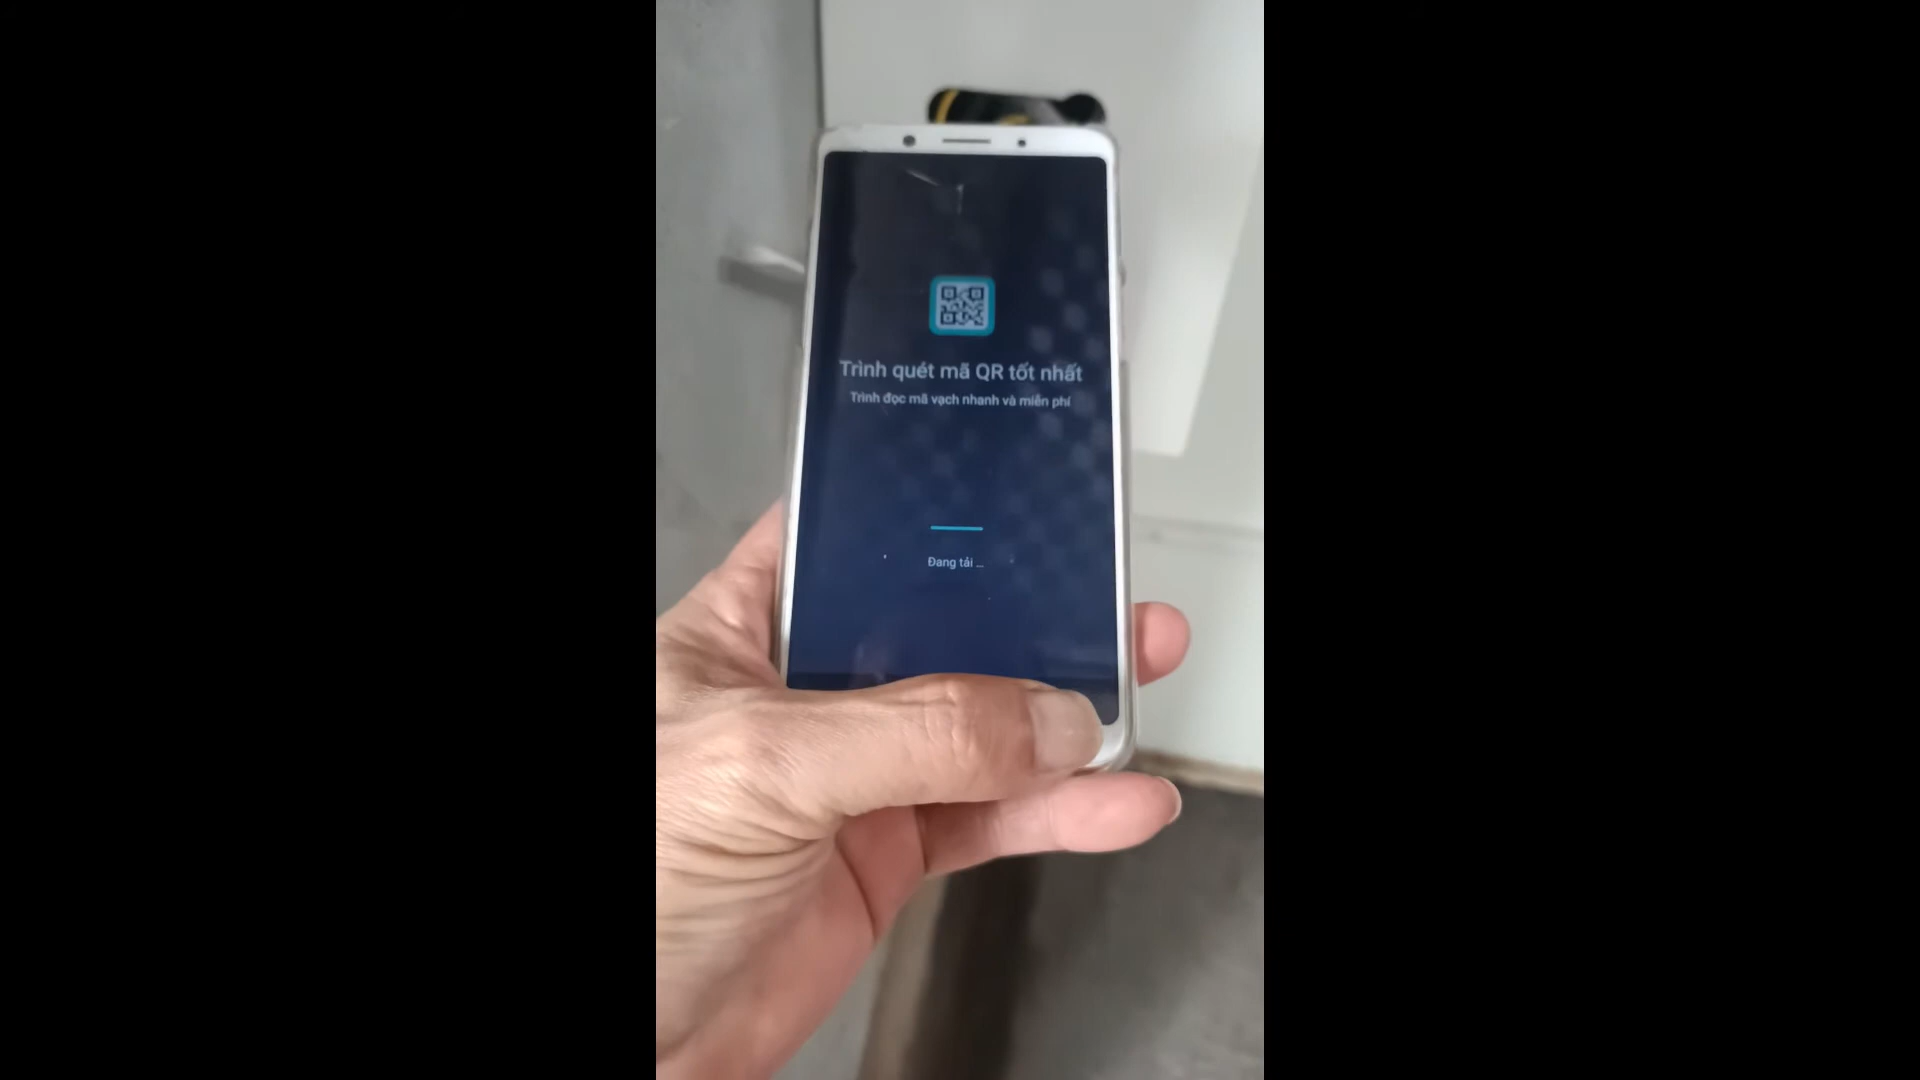 Trình quét mã QR tốt nhất
Trình đọc mã vạch nhanh và miễn phí
Đang tải ...